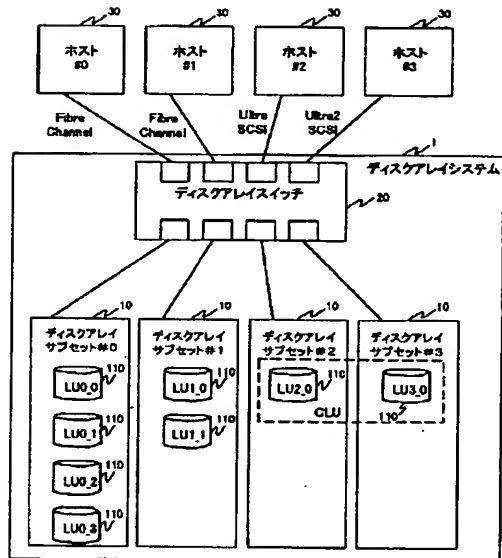 30
30
30
30
ホスト
#0
ホスト
#1
ホスト
#2
ホスト
#3
Fibre
Channel
Fibre
Channel
Ultra
SCSI
Ultra2
SCSI
1
ディスクアレイシステム
ディスクアレイスイッチ
20
10
10
10
10
ディスクアレイ
サブセット#0
ディスクアレイ
サブセット#1
ディスクアレイ
サブセット#2
ディスクアレイ
サブセット#3
110
LU0_0
110
LU1_0
110
LU2_0
LU3_0
CLU
110
110
LU0_1
110
LU1_1
110
LU0_2
110
LU0_3